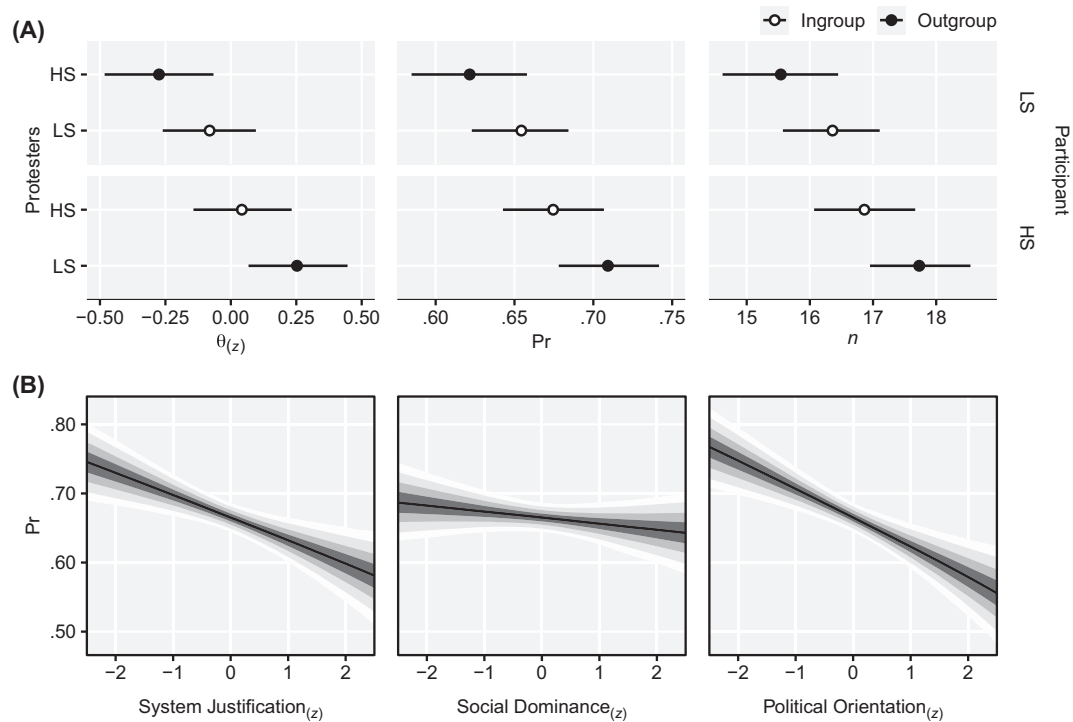 (A)
Ingroup Outgroup
HS
LS
HS
LS
Protesters
LS
HS
Participant
−0.50 −0.25 0.00 0.25 0.50
θ(z)
.60 .65 .70 .75
Pr
15 16 17 18
n
(B)
.80
.70
.60
.50
Pr
−2 −1 0 1 2
−2 −1 0 1 2
−2 −1 0 1 2
System Justification(z)
Social Dominance(z)
Political Orientation(z)